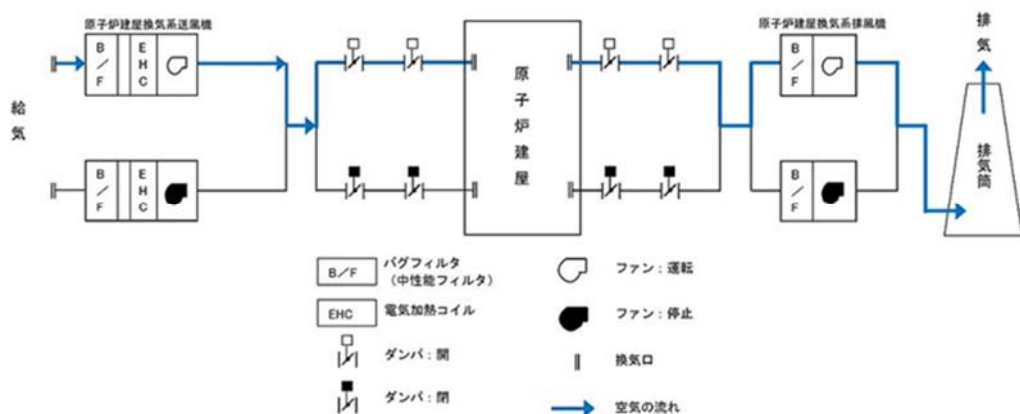 原子炉建屋換気系送風機
B/F
EHC
給気
B/F
EHC
原子炉建屋
原子炉建屋換気系排風機
B/F
B/F
排気
排気筒
B/F
バグフィルタ
(中性能フィルタ)
EHC
電気加熱コイル
ダンパ:開
ダンパ:閉
ファン:運転
ファン:停止
換気口
空気の流れ